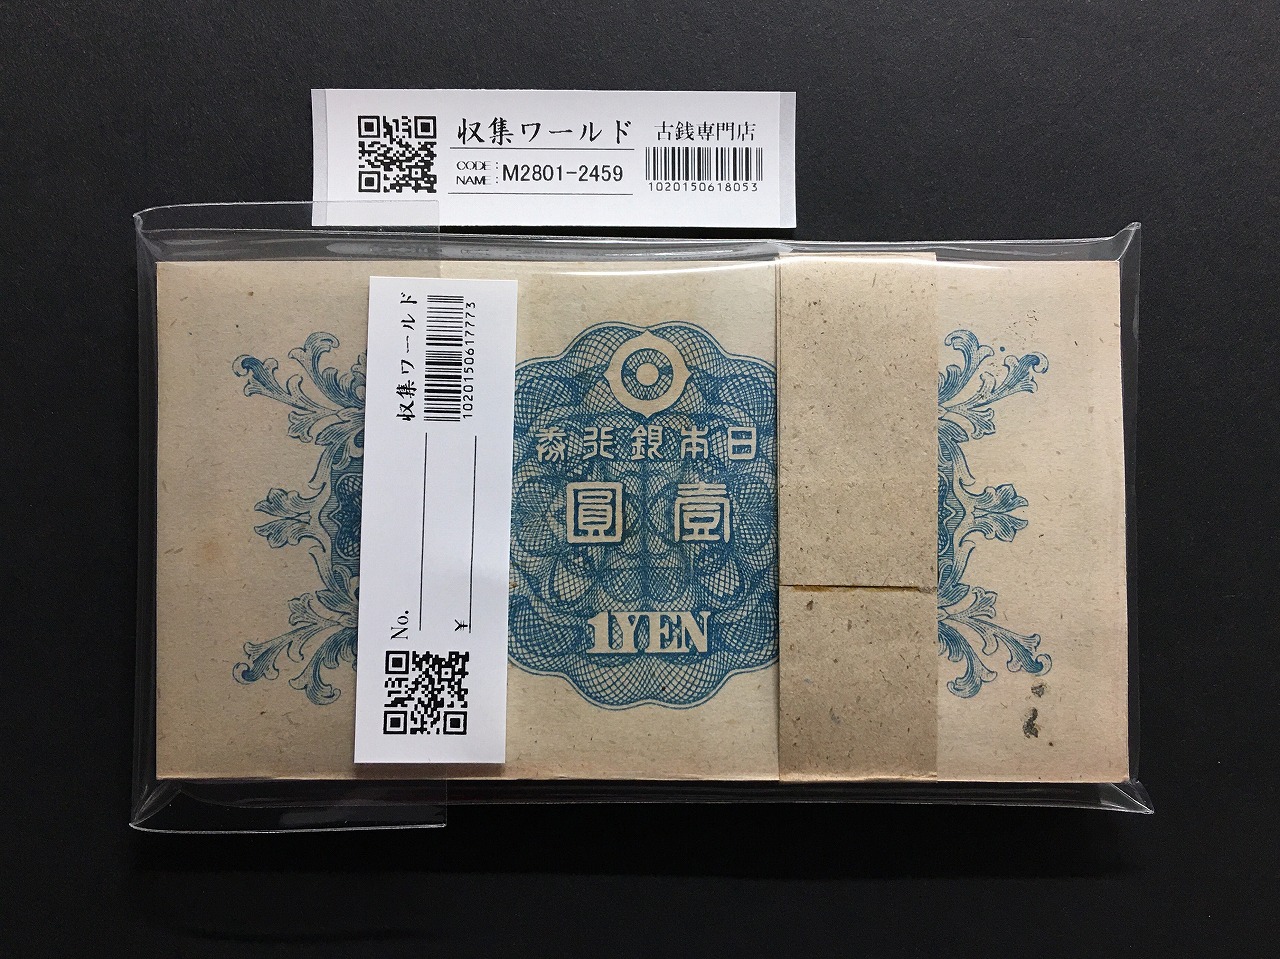 収集ワールド 古銭専門店
CODE:
NAME: M2801-2459
1020150618053
収集ワールド
1020150617773
No.
¥
券行銀本日
圓壹
1YEN